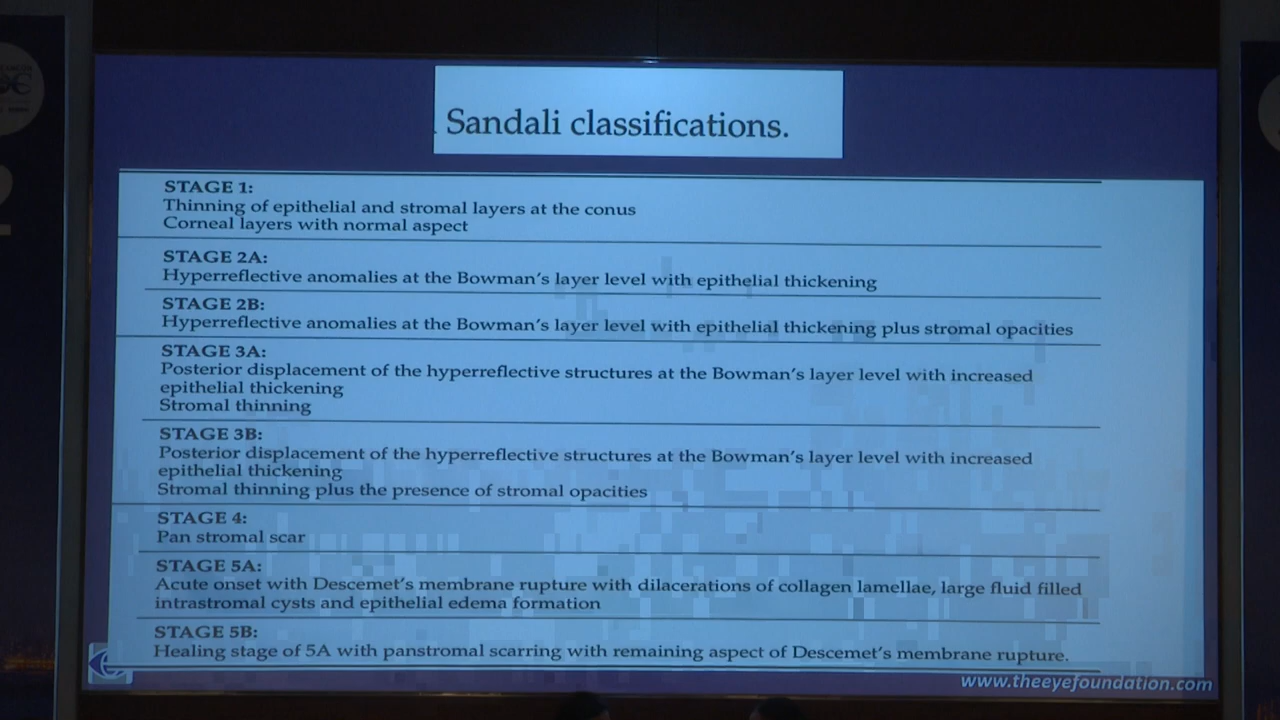 Sandali classifications.
STAGE 1:
Thinning of epithelial and stromal layers at the conus
Corneal layers with normal aspect
STAGE 2A:
Hyperreflective anomalies at the Bowman's layer level with epithelial thickening
STAGE 2B:
Hyperreflective anomalies at the Bowman's layer level with epithelial thickening plus stromal opacities
STAGE 3A:
Posterior displacement of the hyperreflective structures at the Bowman's layer level with increased
epithelial thickening
Stromal thinning
STAGE 3B:
Posterior displacement of the hyperreflective structures at the Bowman's layer level with increased
epithelial thickening
Stromal thinning plus the presence of stromal opacities
STAGE 4:
Pan stromal scar
STAGE 5A:
Acute onset with Descemet's membrane rupture with dilacerations of collagen lamellae, large fluid filled
intrastromal cysts and epithelial edema formation
STAGE 5B:
Healing stage of 5A with panstromal scarring with remaining aspect of Descemet's membrane rupture.
www.theeyefoundation.com
2